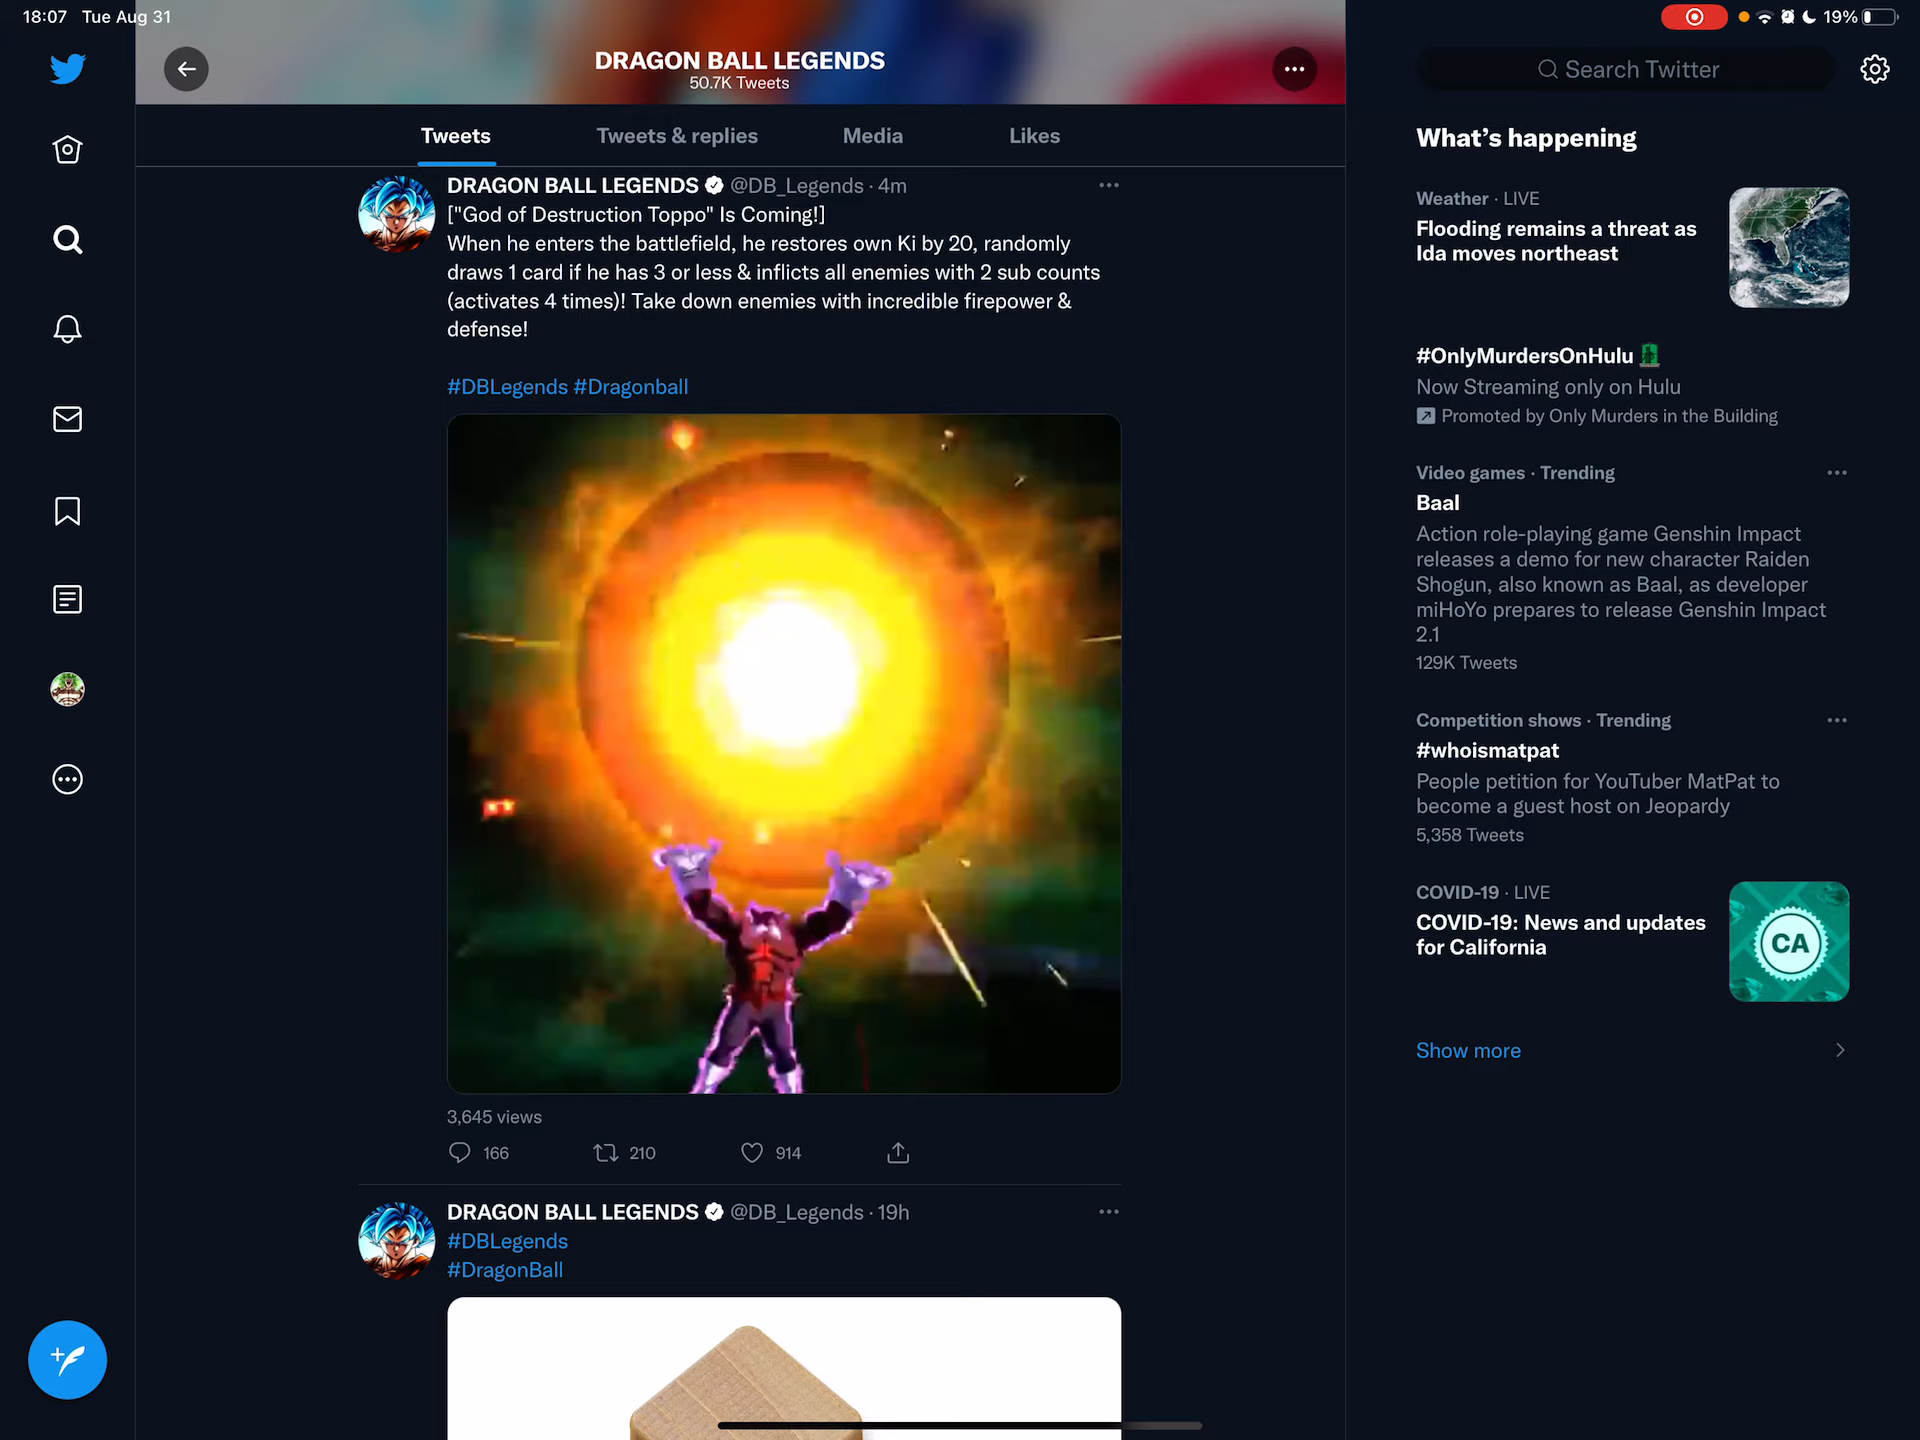 18:07 Tue Aug 31
19%
DRAGON BALL LEGENDS
50.7K Tweets
Search Twitter
Tweets
Tweets & replies
Media
Likes
DRAGON BALL LEGENDS @DB_Legends · 4m
["God of Destruction Toppo" Is Coming!]
When he enters the battlefield, he restores own Ki by 20, randomly
draws 1 card if he has 3 or less & inflicts all enemies with 2 sub counts
(activates 4 times)! Take down enemies with incredible firepower &
defense!
#DBLegends #Dragonball
3,645 views
166
210
914
DRAGON BALL LEGENDS @DB_Legends · 19h
#DBLegends
#DragonBall
What's happening
Weather · LIVE
Flooding remains a threat as
Ida moves northeast
#OnlyMurdersOnHulu
Now Streaming only on Hulu
Promoted by Only Murders in the Building
Video games · Trending
Baal
Action role-playing game Genshin Impact
releases a demo for new character Raiden
Shogun, also known as Baal, as developer
miHoYo prepares to release Genshin Impact
2.1
129K Tweets
Competition shows · Trending
#whoismatpat
People petition for YouTuber MatPat to
become a guest host on Jeopardy
5,358 Tweets
COVID-19 · LIVE
COVID-19: News and updates
for California
CA
Show more